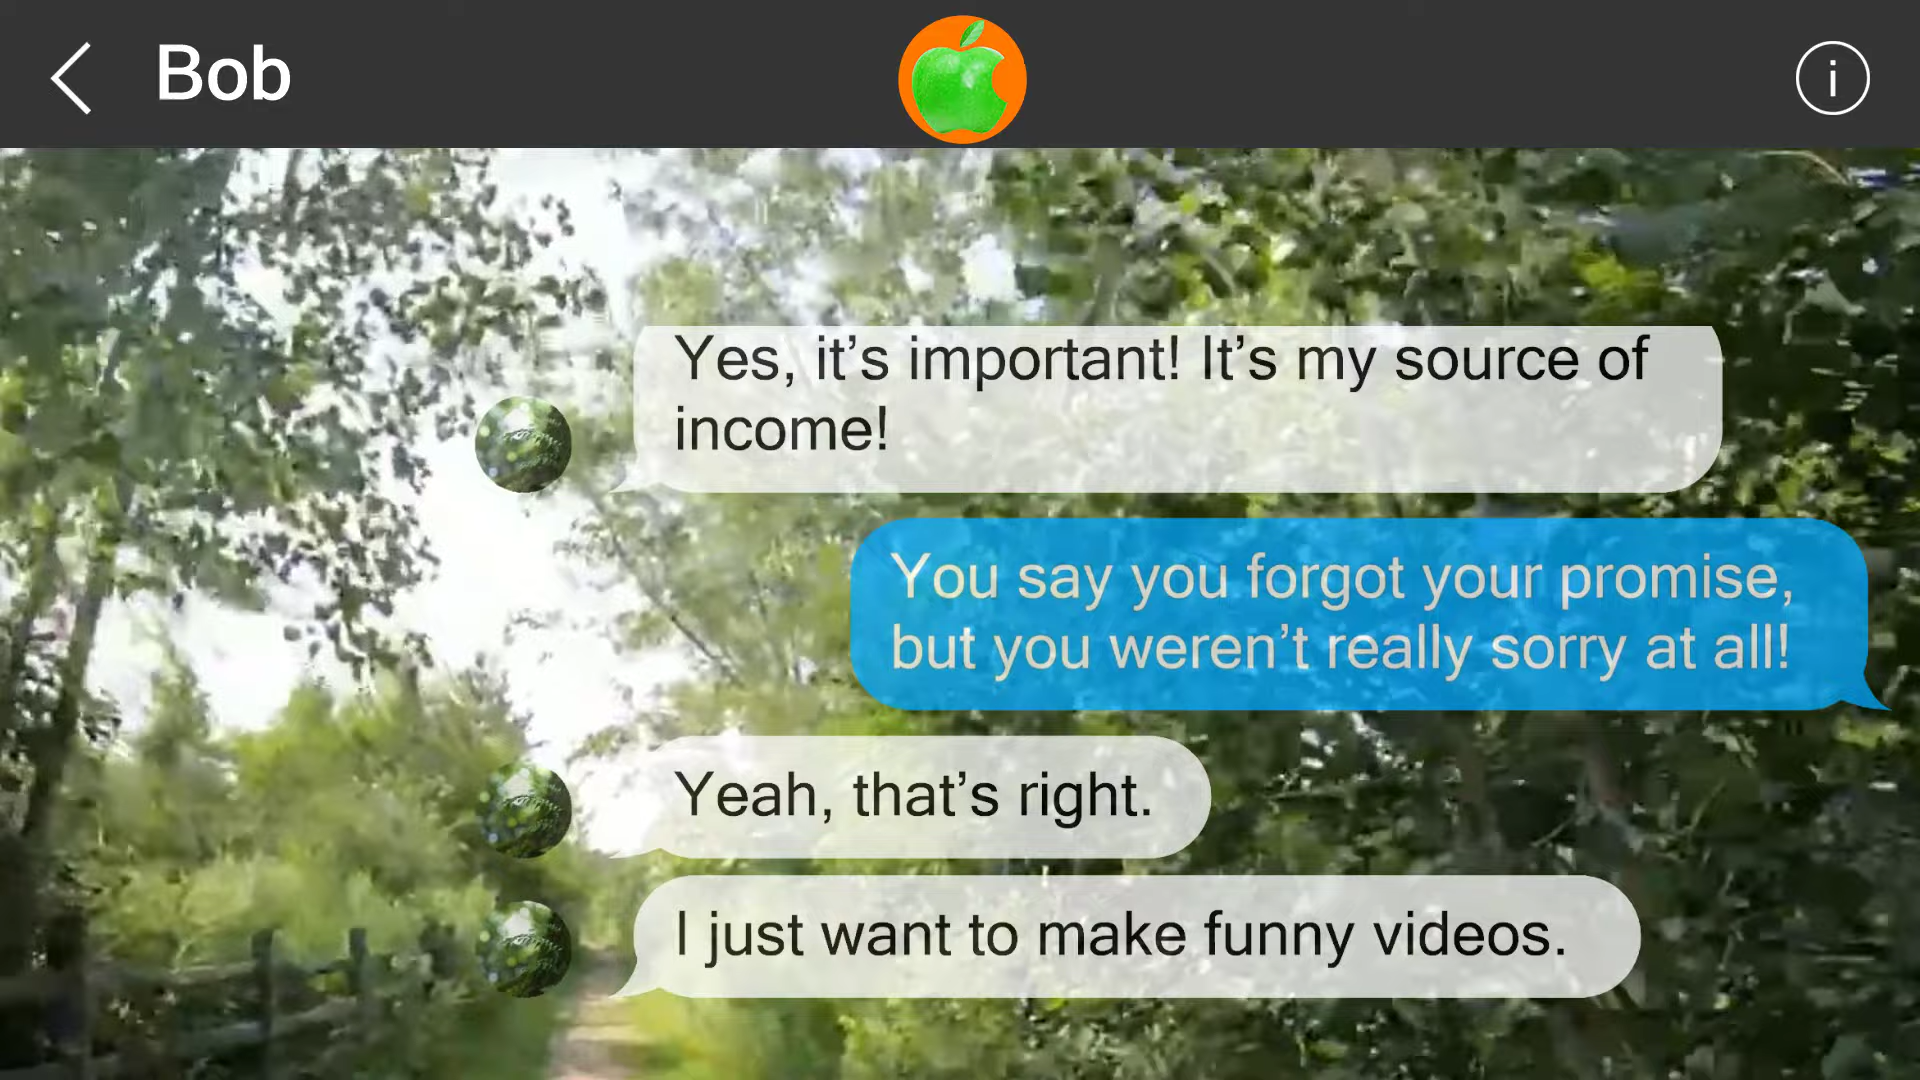 Bob
i
Yes, it’s important! It’s my source of
income!
You say you forgot your promise,
but you weren’t really sorry at all!
Yeah, that’s right.
I just want to make funny videos.